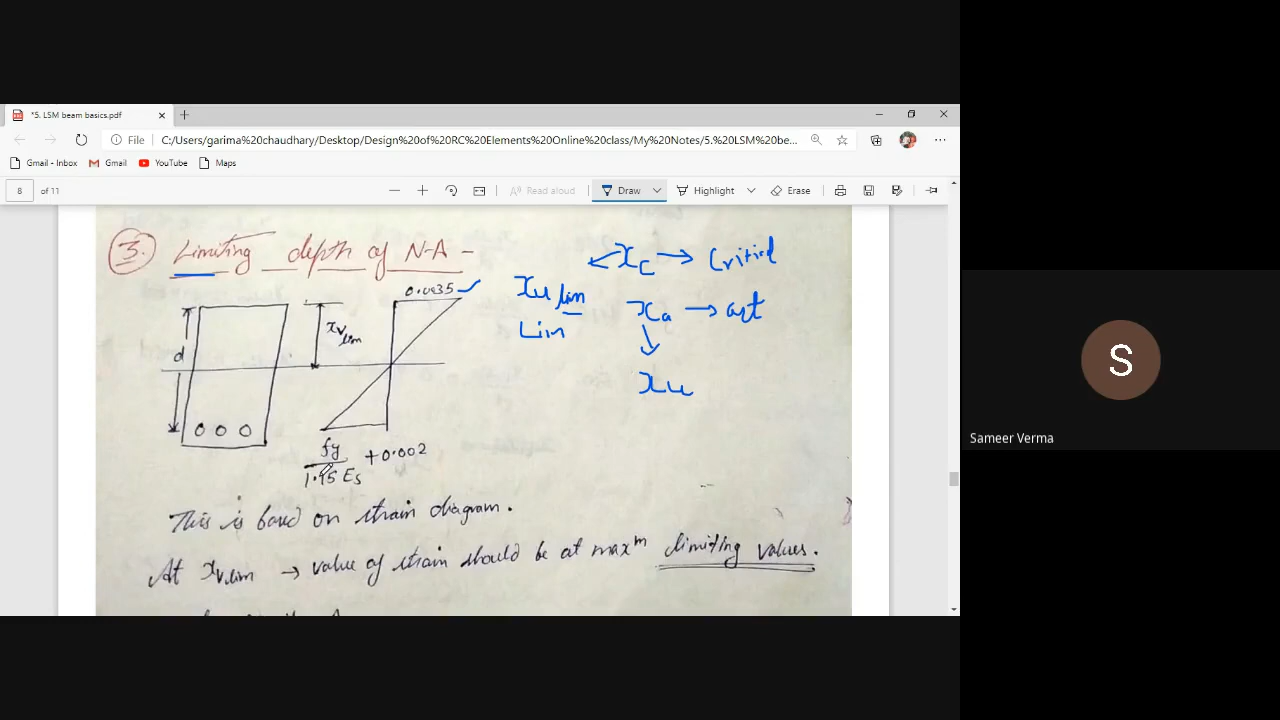 *5. LSM beam basics.pdf
File C:/Users/garima%20chaudhary/Desktop/Design%20of%20RC%20Elements%20Online%20class/My%20Notes/5.%20LSM%20be...
Gmail - Inbox Gmail YouTube Maps
8 of 11 Read aloud Draw Highlight Erase
3. Limiting depth of N-A -
xc → Critical
0.0035
xu lim
Lim
xa → act
xu
d
xu lim
fy
1.15 Es
+0.002
This is based on strain diagram.
At xu,lim → value of strain should be at maxm limiting values.
S
Sameer Verma